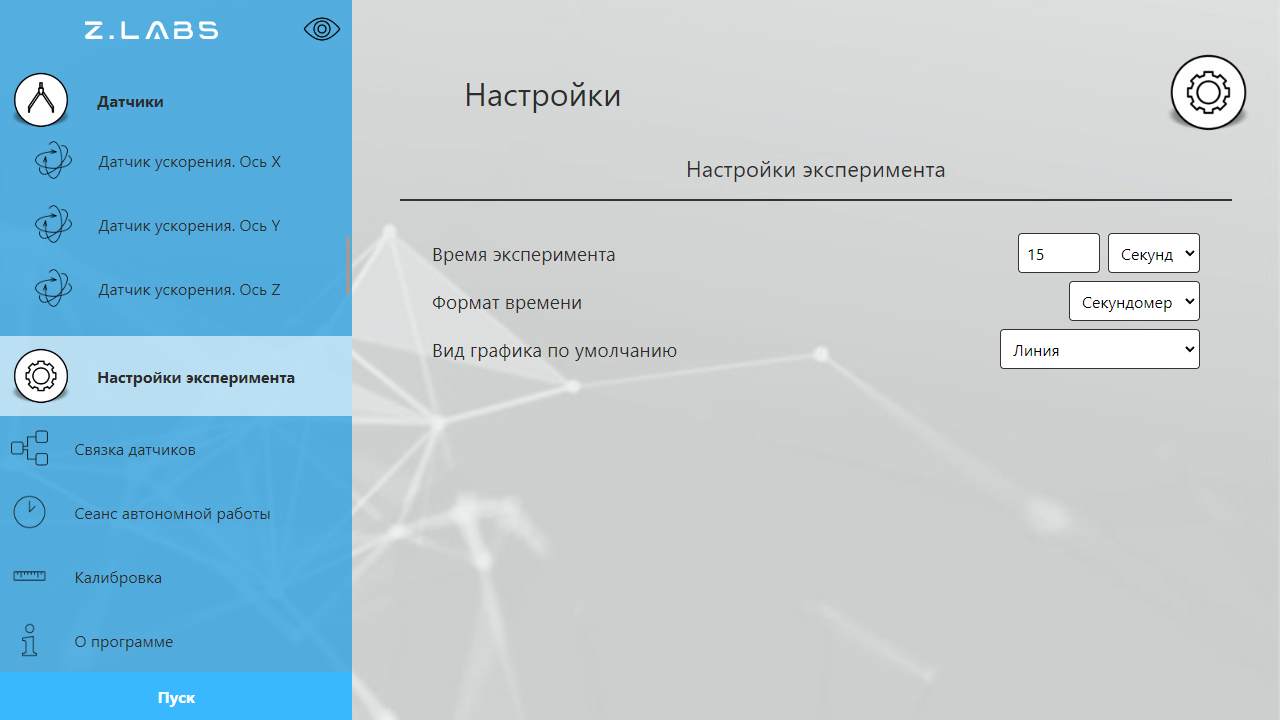 Z.LABS
Датчики
Датчик ускорения. Ось X
Датчик ускорения. Ось Y
Датчик ускорения. Ось Z
Настройки эксперимента
Связка датчиков
Сеанс автономной работы
Калибровка
О программе
Пуск
Настройки
Настройки эксперимента
Время эксперимента 15 Секунд
Формат времени Секундомер
Вид графика по умолчанию Линия